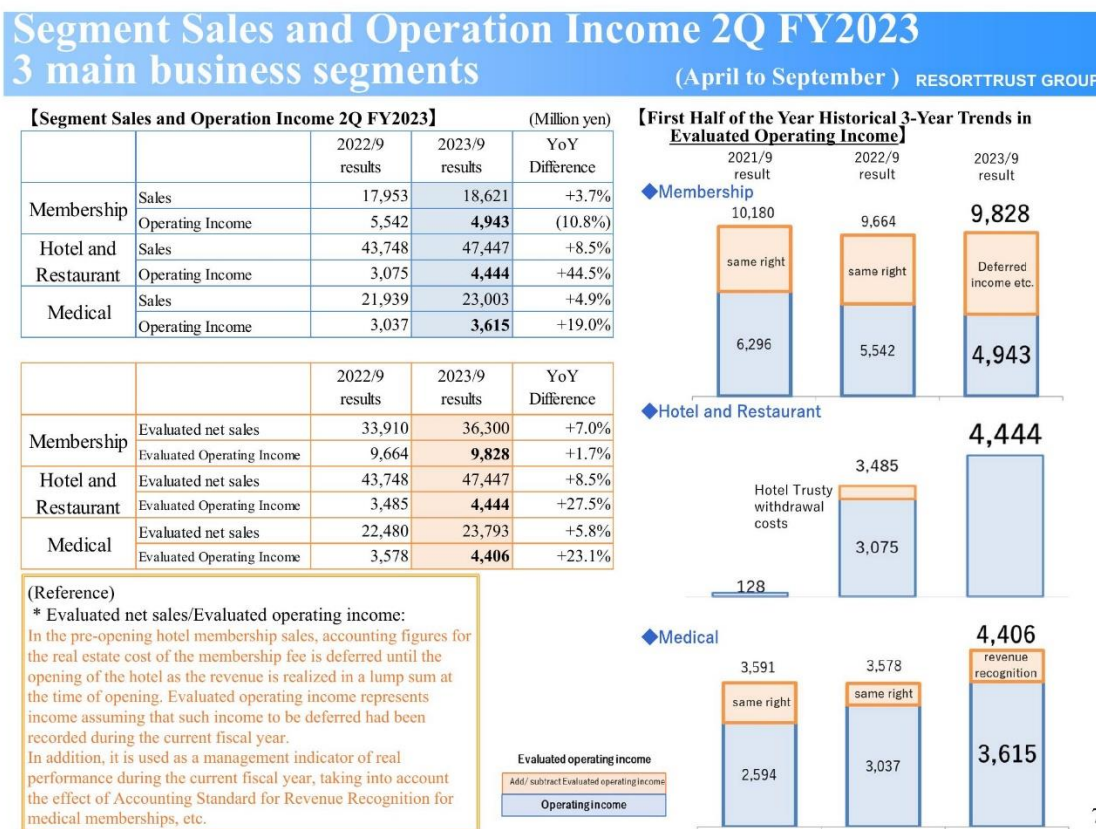 Segment Sales and Operation Income 2Q FY2023
3 main business segments
(April to September ) RESORTTRUST GROUP
【Segment Sales and Operation Income 2Q FY2023】 (Million yen)
2022/9 results 2023/9 results YoY Difference
Membership Sales 17,953 18,621 +3.7%
Operating Income 5,542 4,943 (10.8%)
Hotel and Restaurant Sales 43,748 47,447 +8.5%
Operating Income 3,075 4,444 +44.5%
Medical Sales 21,939 23,003 +4.9%
Operating Income 3,037 3,615 +19.0%
2022/9 results 2023/9 results YoY Difference
Membership Evaluated net sales 33,910 36,300 +7.0%
Evaluated Operating Income 9,664 9,828 +1.7%
Hotel and Restaurant Evaluated net sales 43,748 47,447 +8.5%
Evaluated Operating Income 3,485 4,444 +27.5%
Medical Evaluated net sales 22,480 23,793 +5.8%
Evaluated Operating Income 3,578 4,406 +23.1%
(Reference)
* Evaluated net sales/Evaluated operating income:
In the pre-opening hotel membership sales, accounting figures for
the real estate cost of the membership fee is deferred until the
opening of the hotel as the revenue is realized in a lump sum at
the time of opening. Evaluated operating income represents
income assuming that such income to be deferred had been
recorded during the current fiscal year.
In addition, it is used as a management indicator of real
performance during the current fiscal year, taking into account
the effect of Accounting Standard for Revenue Recognition for
medical memberships, etc.
【First Half of the Year Historical 3-Year Trends in
Evaluated Operating Income】
2021/9 result 2022/9 result 2023/9 result
◆Membership
10,180 9,664 9,828
same right same right Deferred income etc.
6,296 5,542 4,943
◆Hotel and Restaurant
4,444
3,485
Hotel Trusty
withdrawal
costs
3,075
128
◆Medical
3,591 3,578 4,406
same right same right revenue recognition
2,594 3,037 3,615
Evaluated operating income
Add/ subtract Evaluated operating income
Operating income
7